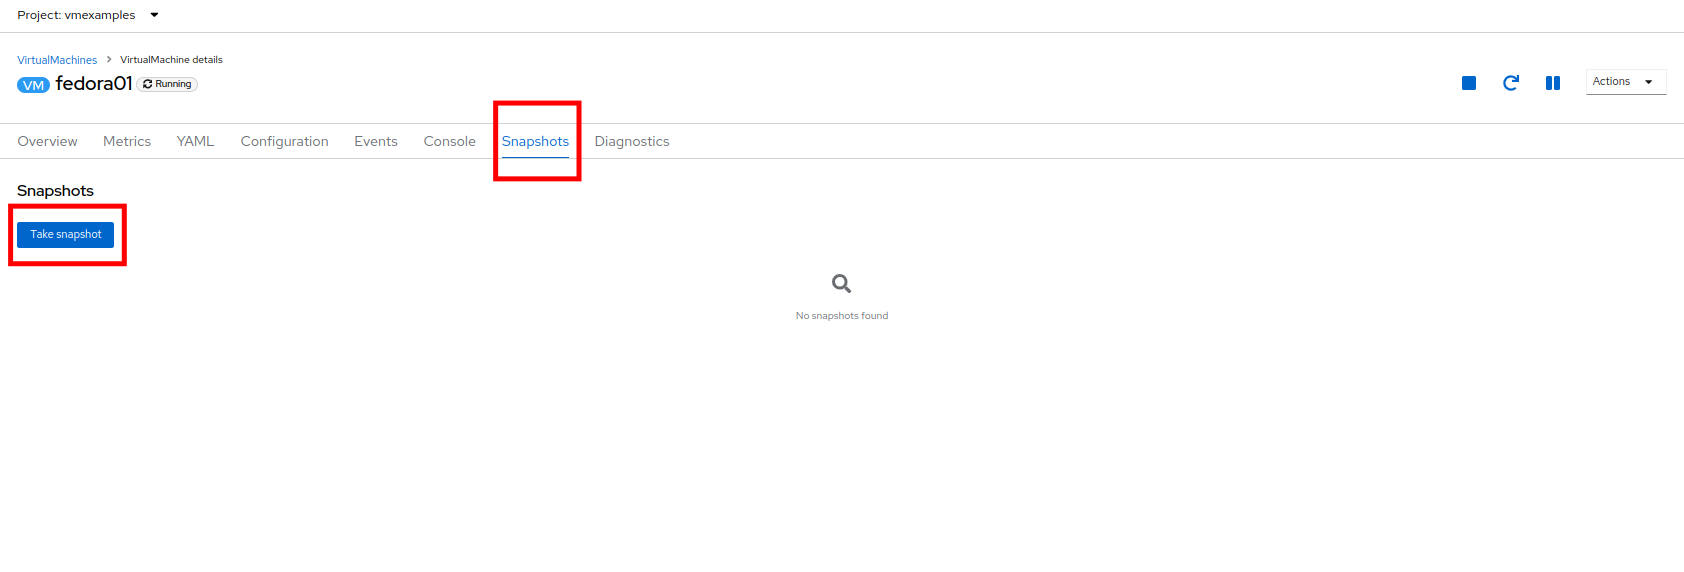 Project: vmexamples
VirtualMachines > VirtualMachine details
VM fedora01 Running
Actions
Overview Metrics YAML Configuration Events Console Snapshots Diagnostics
Snapshots
Take snapshot
No snapshots found